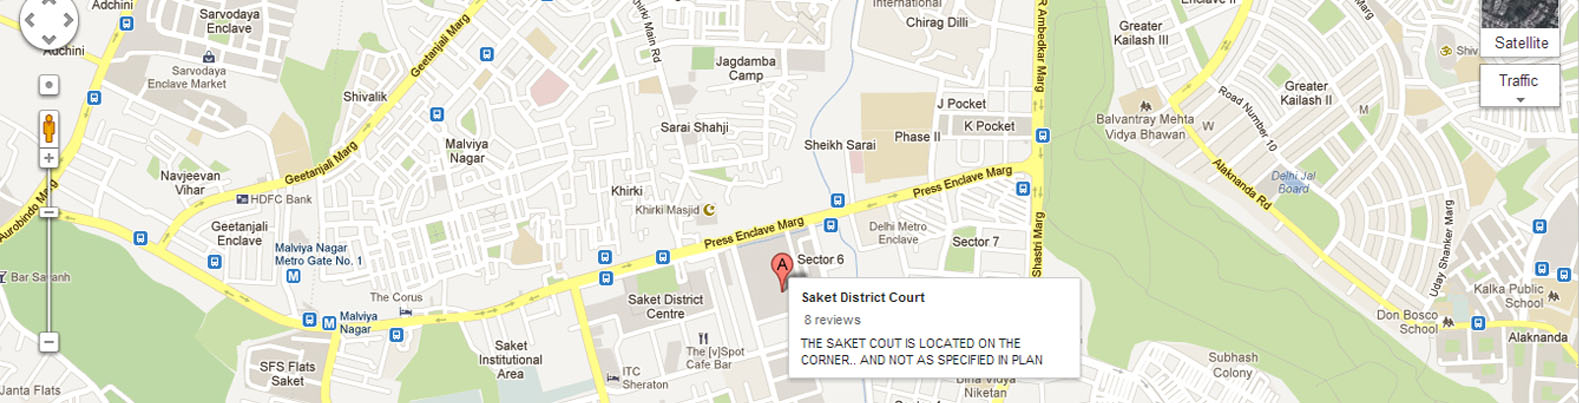 Adchini
Sarvodaya
Enclave
Adchini
Sarvodaya
Enclave Market
Geetanjali Marg
Khirki Main Rd
Jagdamba
Camp
International
Chirag Dilli
R Ambedkar Marg
Greater
Kailash III
Enclave II
Marg
Shiv
Satellite
Traffic
Shivalik
Malviya
Nagar
Sarai Shahji
Sheikh Sarai
Phase II
J Pocket
K Pocket
Balvantray Mehta
Vidya Bhawan
W
Road Number 10
Greater
Kailash II
M
E
Navjeevan
Vihar
Geetanjali Marg
HDFC Bank
Khirki
Khirki Masjid
Press Enclave Marg
Press Enclave Marg
Alaknanda Rd
Delhi Jal
Board
Aurobindo Marg
Geetanjali
Enclave
Malviya Nagar
Metro Gate No. 1
Delhi Metro
Enclave
Sector 7
Shastri Marg
Uday Shanker Marg
A
Sector 6
The Corus
Malviya
Nagar
Saket District
Centre
Saket District Court
8 reviews
THE SAKET COUT IS LOCATED ON THE
CORNER.. AND NOT AS SPECIFIED IN PLAN
Kalka Public
School
Don Bosco
School
Alaknanda
SFS Flats
Saket
Saket
Institutional
Area
The [v]Spot
Cafe Bar
ITC
Sheraton
Niketan
Subhash
Colony
Janta Flats